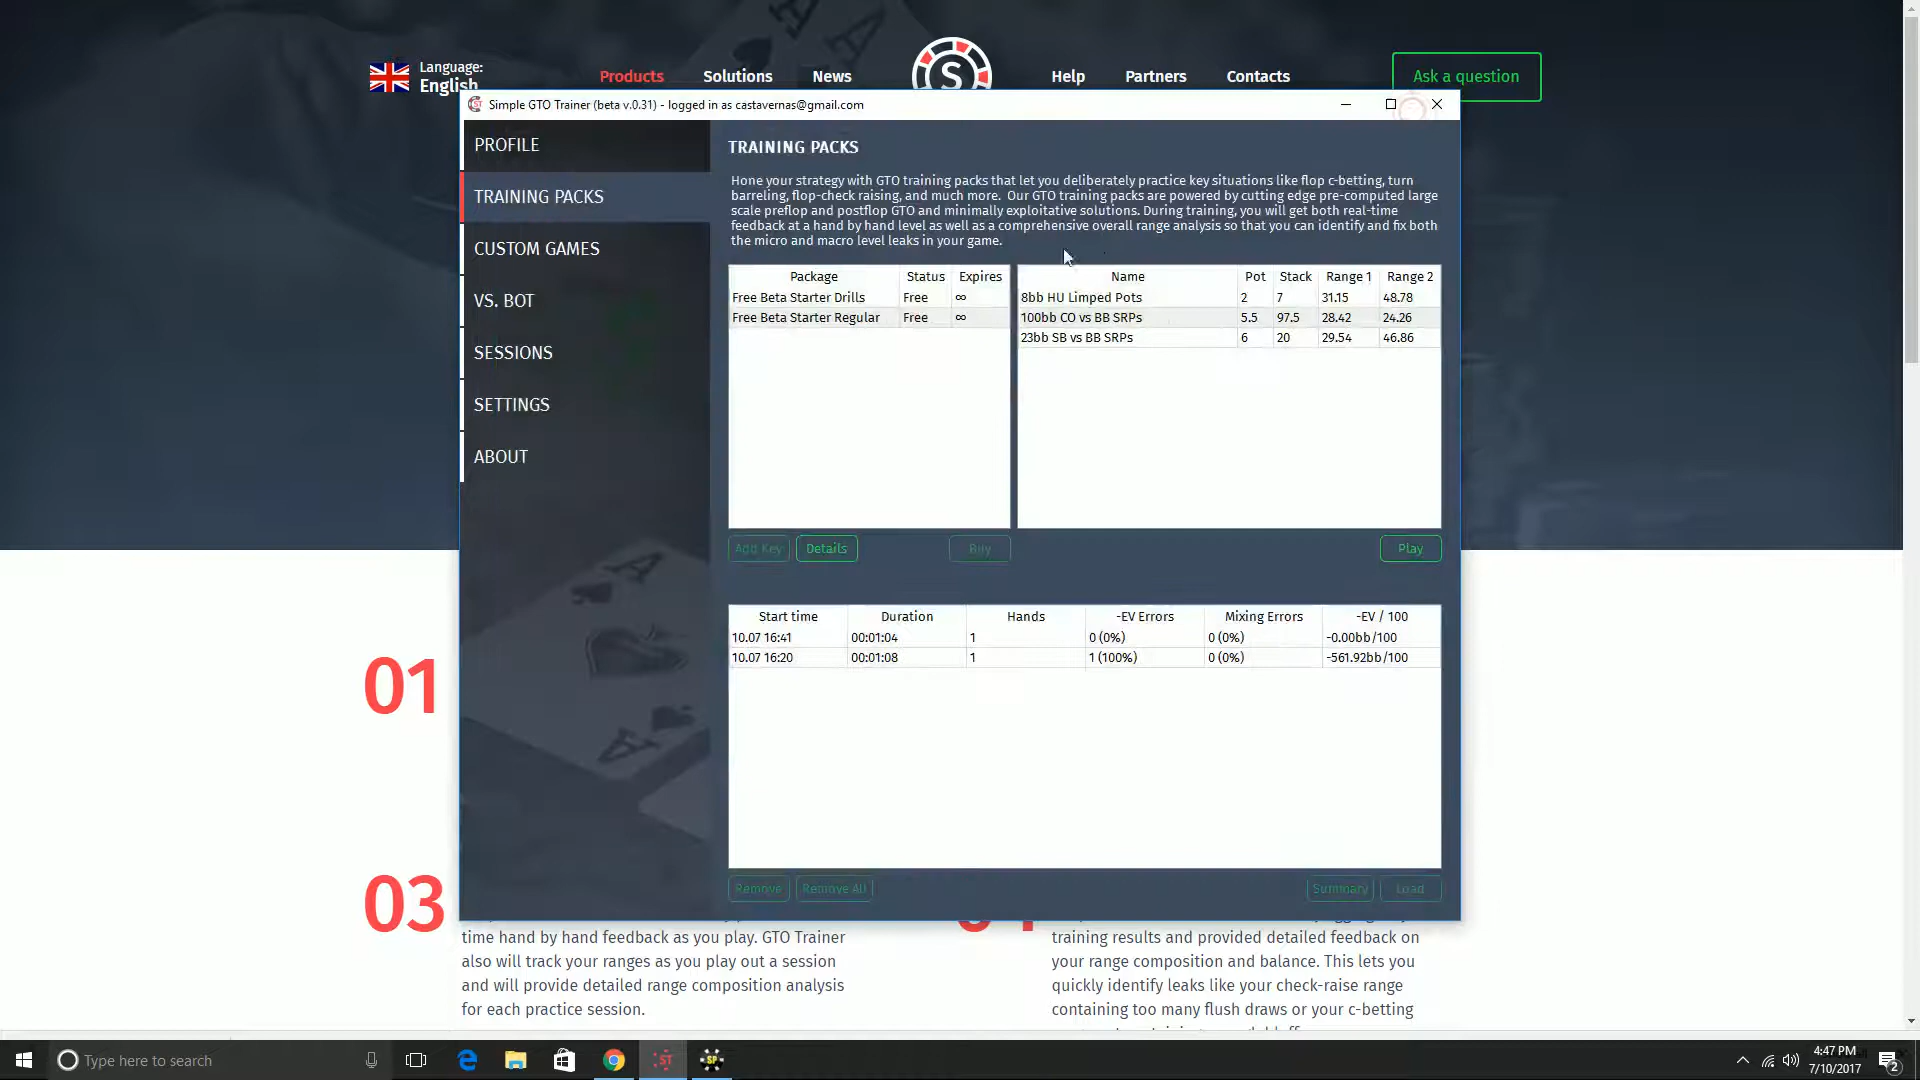 Language:
English
Products
Solutions
News
S
Help
Partners
Contacts
Ask a question
Simple GTO Trainer (beta v.0.31) - logged in as castavernas@gmail.com
PROFILE
TRAINING PACKS
CUSTOM GAMES
VS. BOT
SESSIONS
SETTINGS
ABOUT
TRAINING PACKS
Hone your strategy with GTO training packs that let you deliberately practice key situations like flop c-betting, turn
barreling, flop-check raising, and much more. Our GTO training packs are powered by cutting edge pre-computed large
scale preflop and postflop GTO and minimally exploitative solutions. During training, you will get both real-time
feedback at a hand by hand level as well as a comprehensive overall range analysis so that you can identify and fix both
the micro and macro level leaks in your game.
Package Status Expires
Free Beta Starter Drills Free ∞
Free Beta Starter Regular Free ∞
Name Pot Stack Range 1 Range 2
8bb HU Limped Pots 2 7 31.15 48.78
100bb CO vs BB SRPs 5.5 97.5 28.42 24.26
23bb SB vs BB SRPs 6 20 29.54 46.86
Add Key Details Buy Play
Start time Duration Hands -EV Errors Mixing Errors -EV / 100
10.07 16:41 00:01:04 1 0 (0%) 0 (0%) -0.00bb/100
10.07 16:20 00:01:08 1 1 (100%) 0 (0%) -561.92bb/100
Remove Remove All Summary Load
01
03
time hand by hand feedback as you play. GTO Trainer
also will track your ranges as you play out a session
and will provide detailed range composition analysis
for each practice session.
training results and provided detailed feedback on
your range composition and balance. This lets you
quickly identify leaks like your check-raise range
containing too many flush draws or your c-betting
Type here to search
ST
SP
4:47 PM
7/10/2017
2